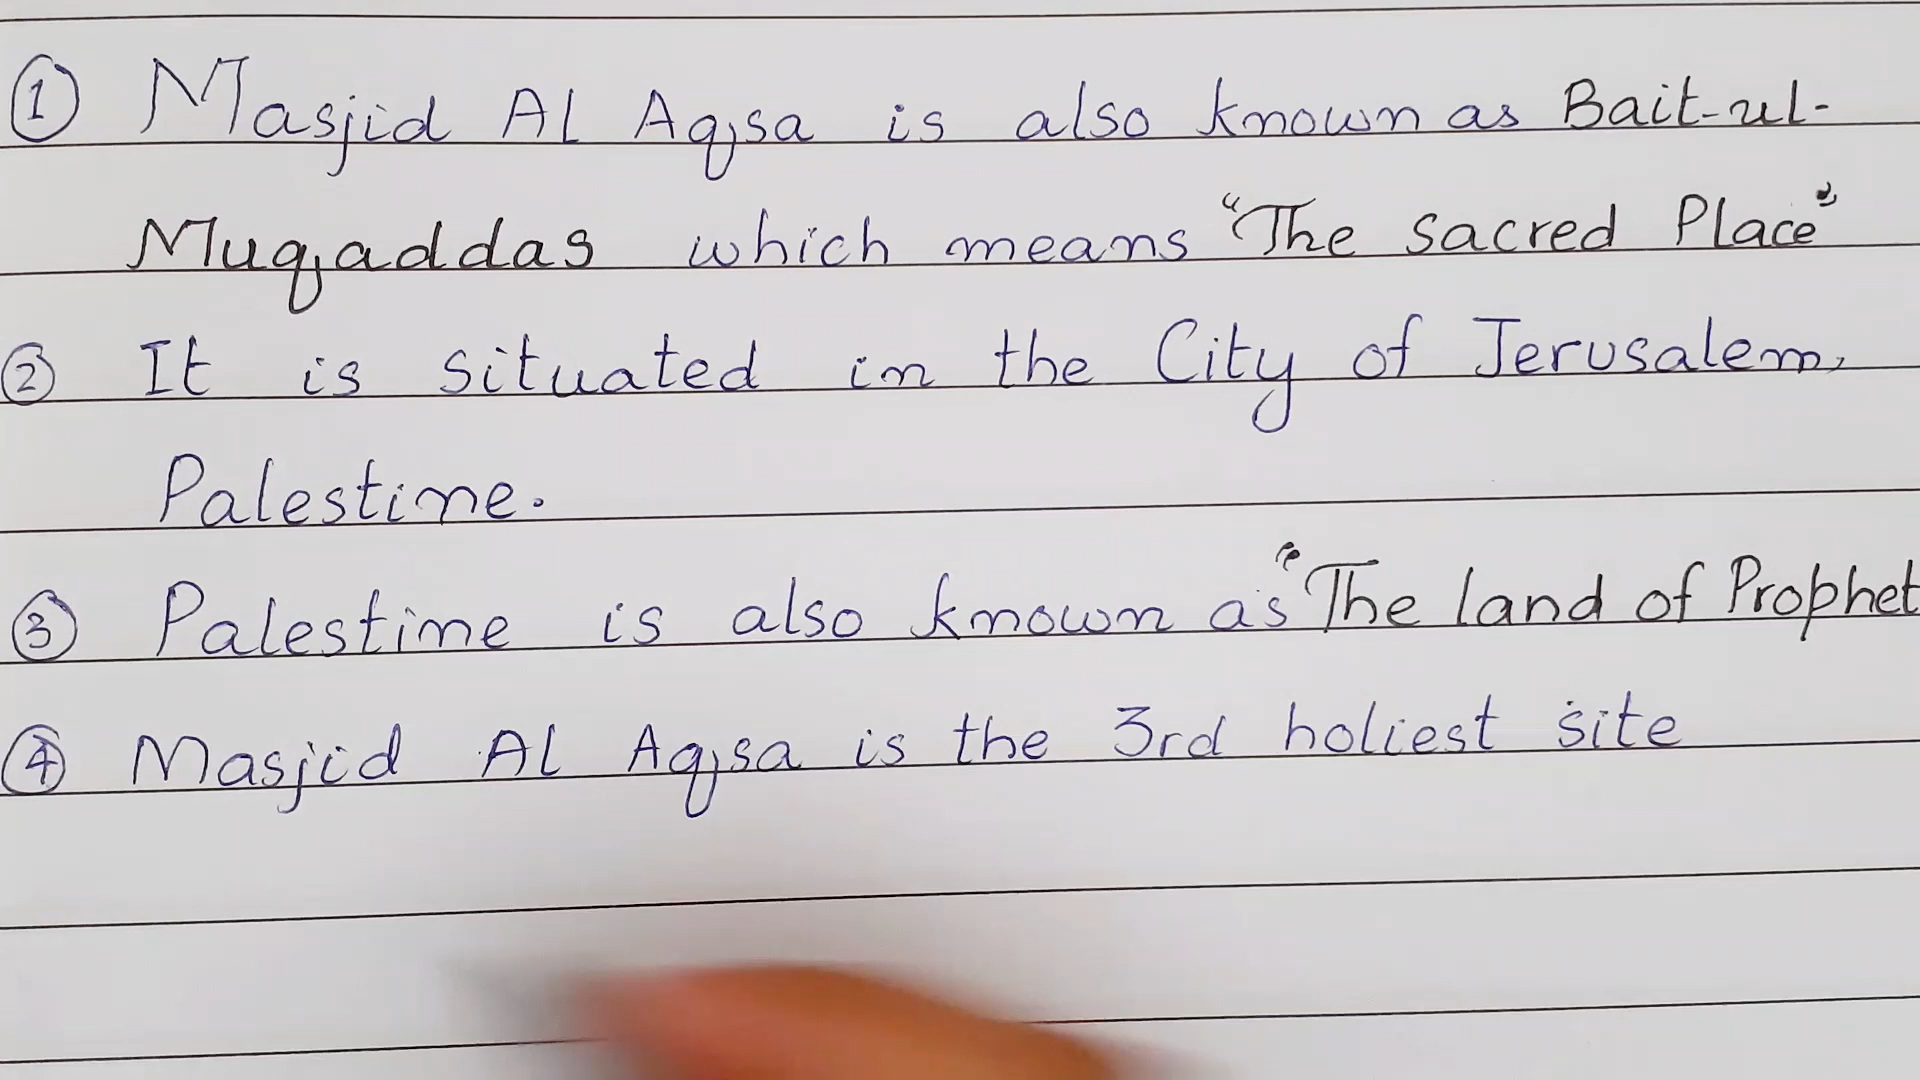 ① Masjid Al Aqsa is also known as Bait-ul-
Muqaddas which means "The sacred Place"
② It is situated in the City of Jerusalem,
Palestine.
③ Palestine is also known as "The land of Prophet
④ Masjid Al Aqsa is the 3rd holiest site